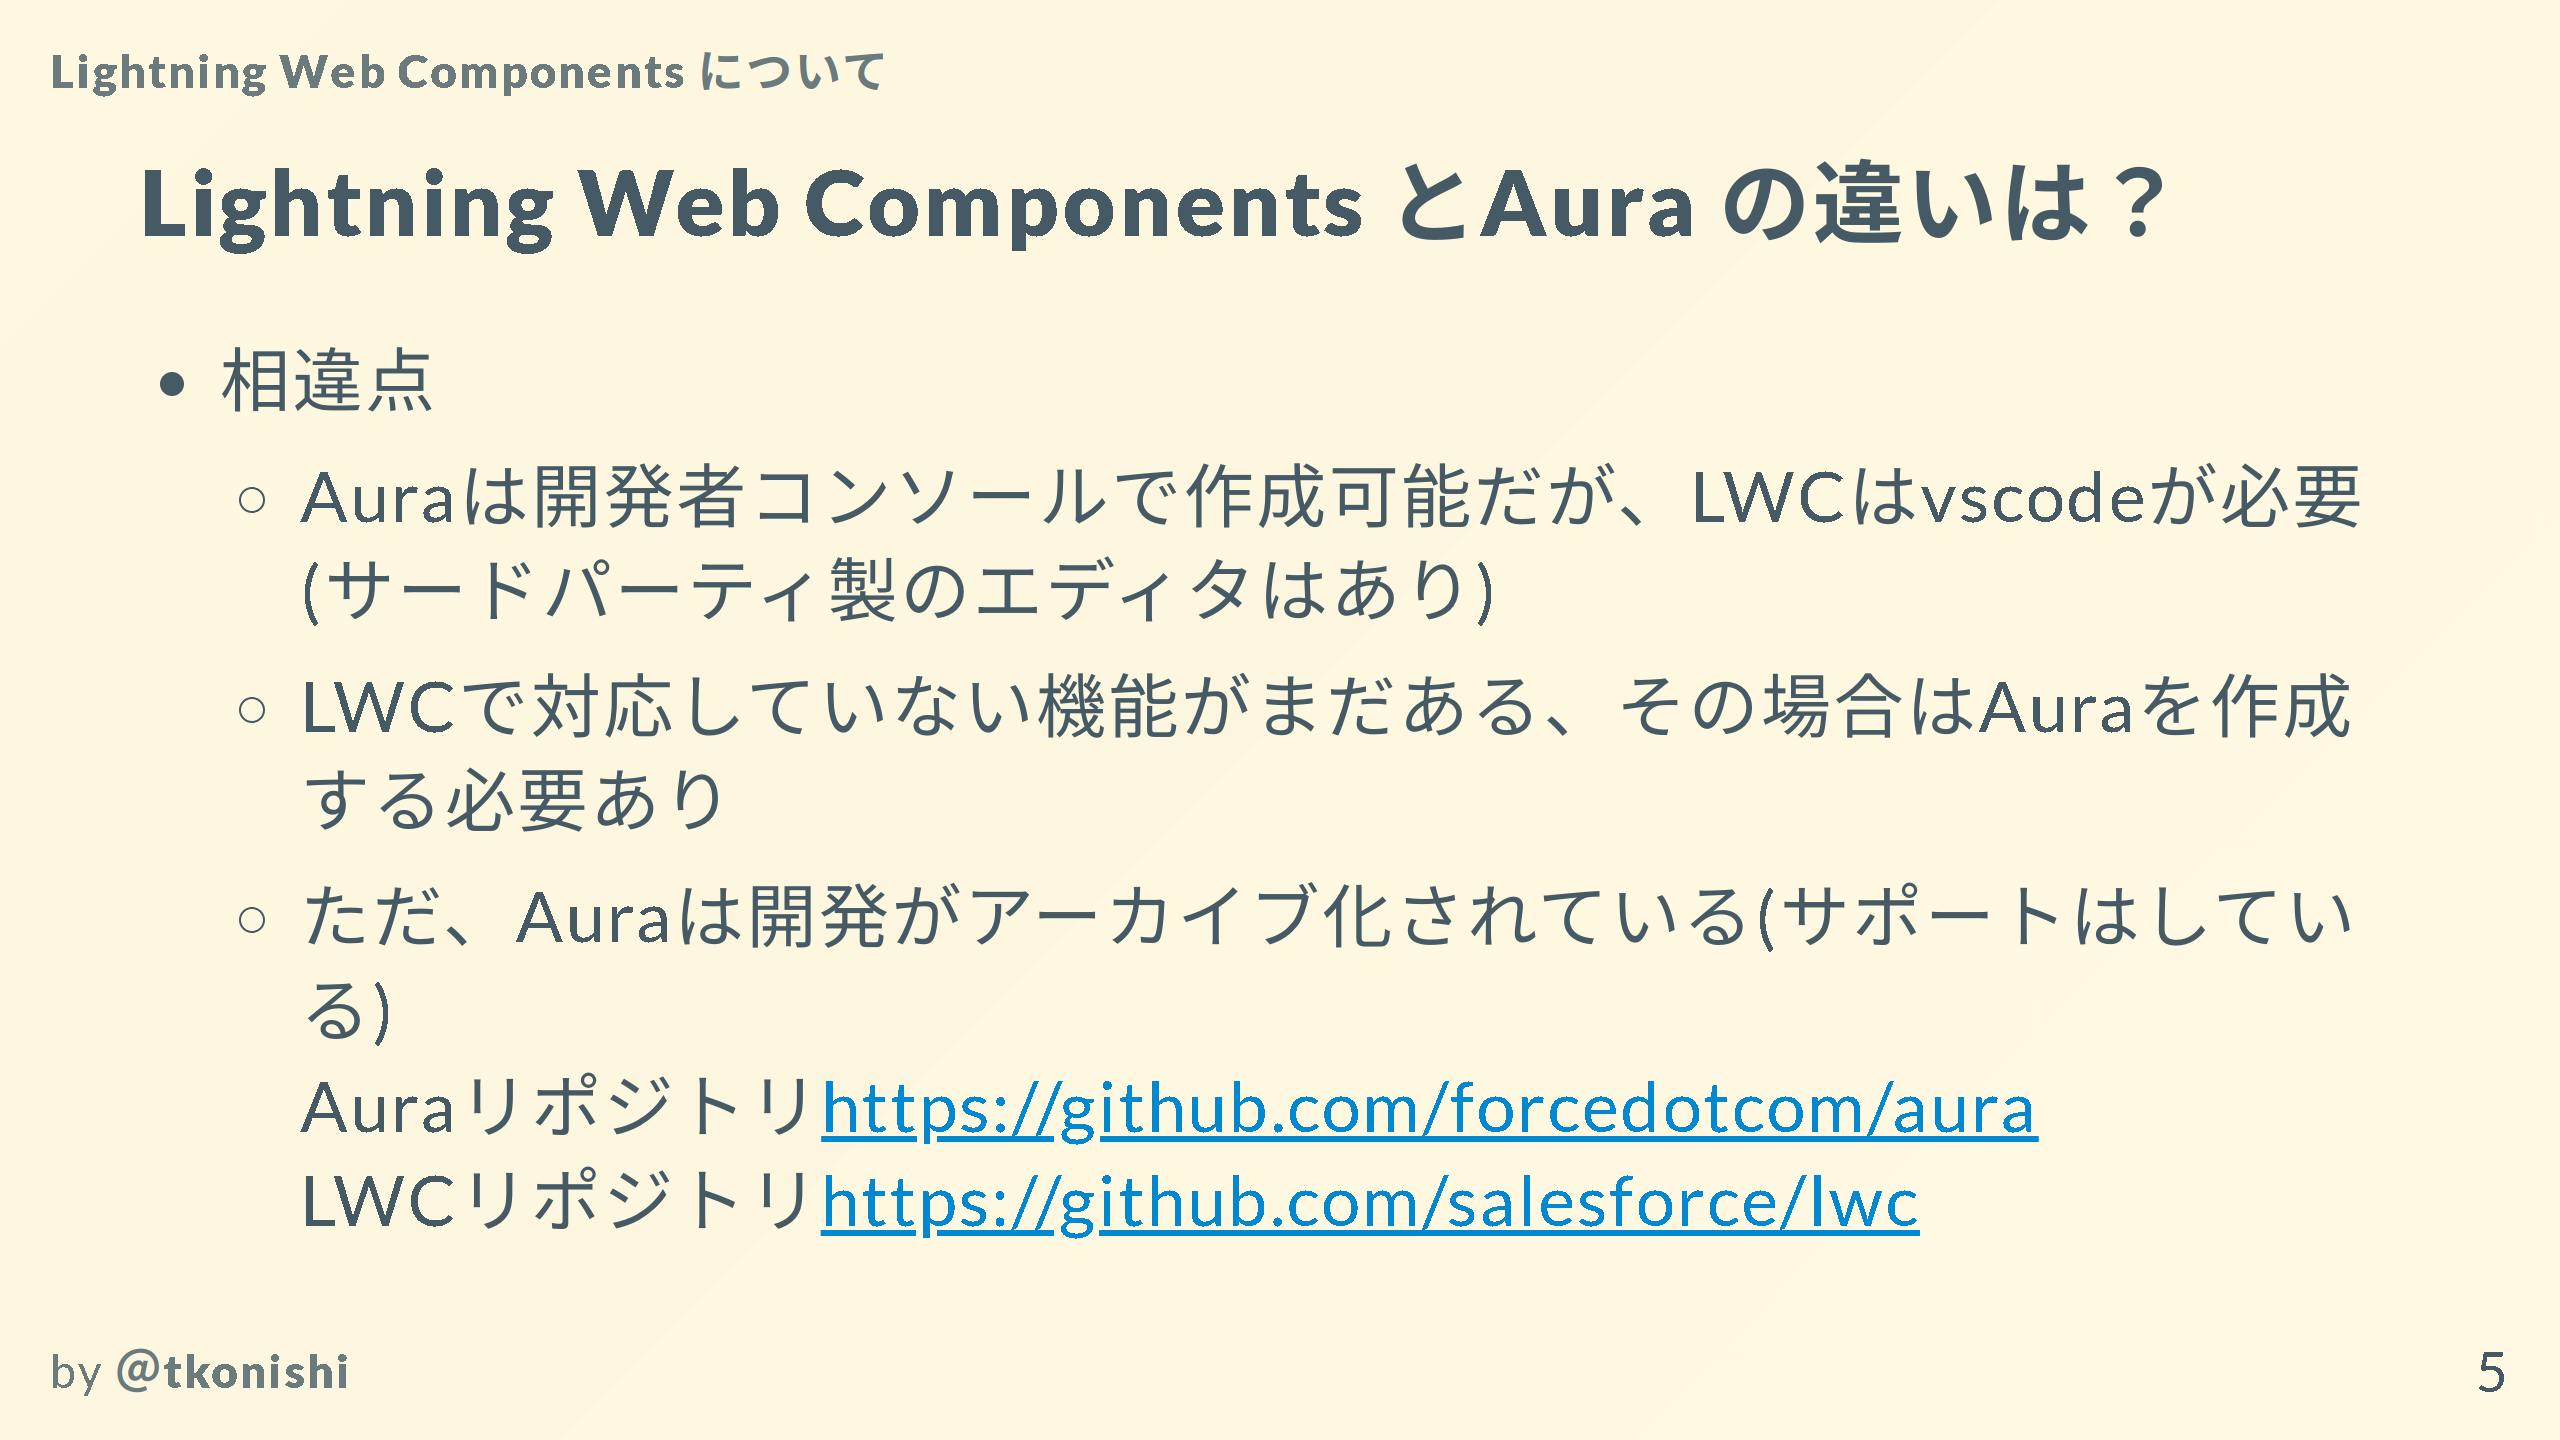 Lightning Web Components について
Lightning Web Components とAura の違いは？
• 相違点
○ Auraは開発者コンソールで作成可能だが、LWCはvscodeが必要
(サードパーティ製のエディタはあり)
○ LWCで対応していない機能がまだある、その場合はAuraを作成
する必要あり
○ ただ、Auraは開発がアーカイブ化されている(サポートはしてい
る)
Auraリポジトリhttps://github.com/forcedotcom/aura
LWCリポジトリhttps://github.com/salesforce/lwc
by @tkonishi
5